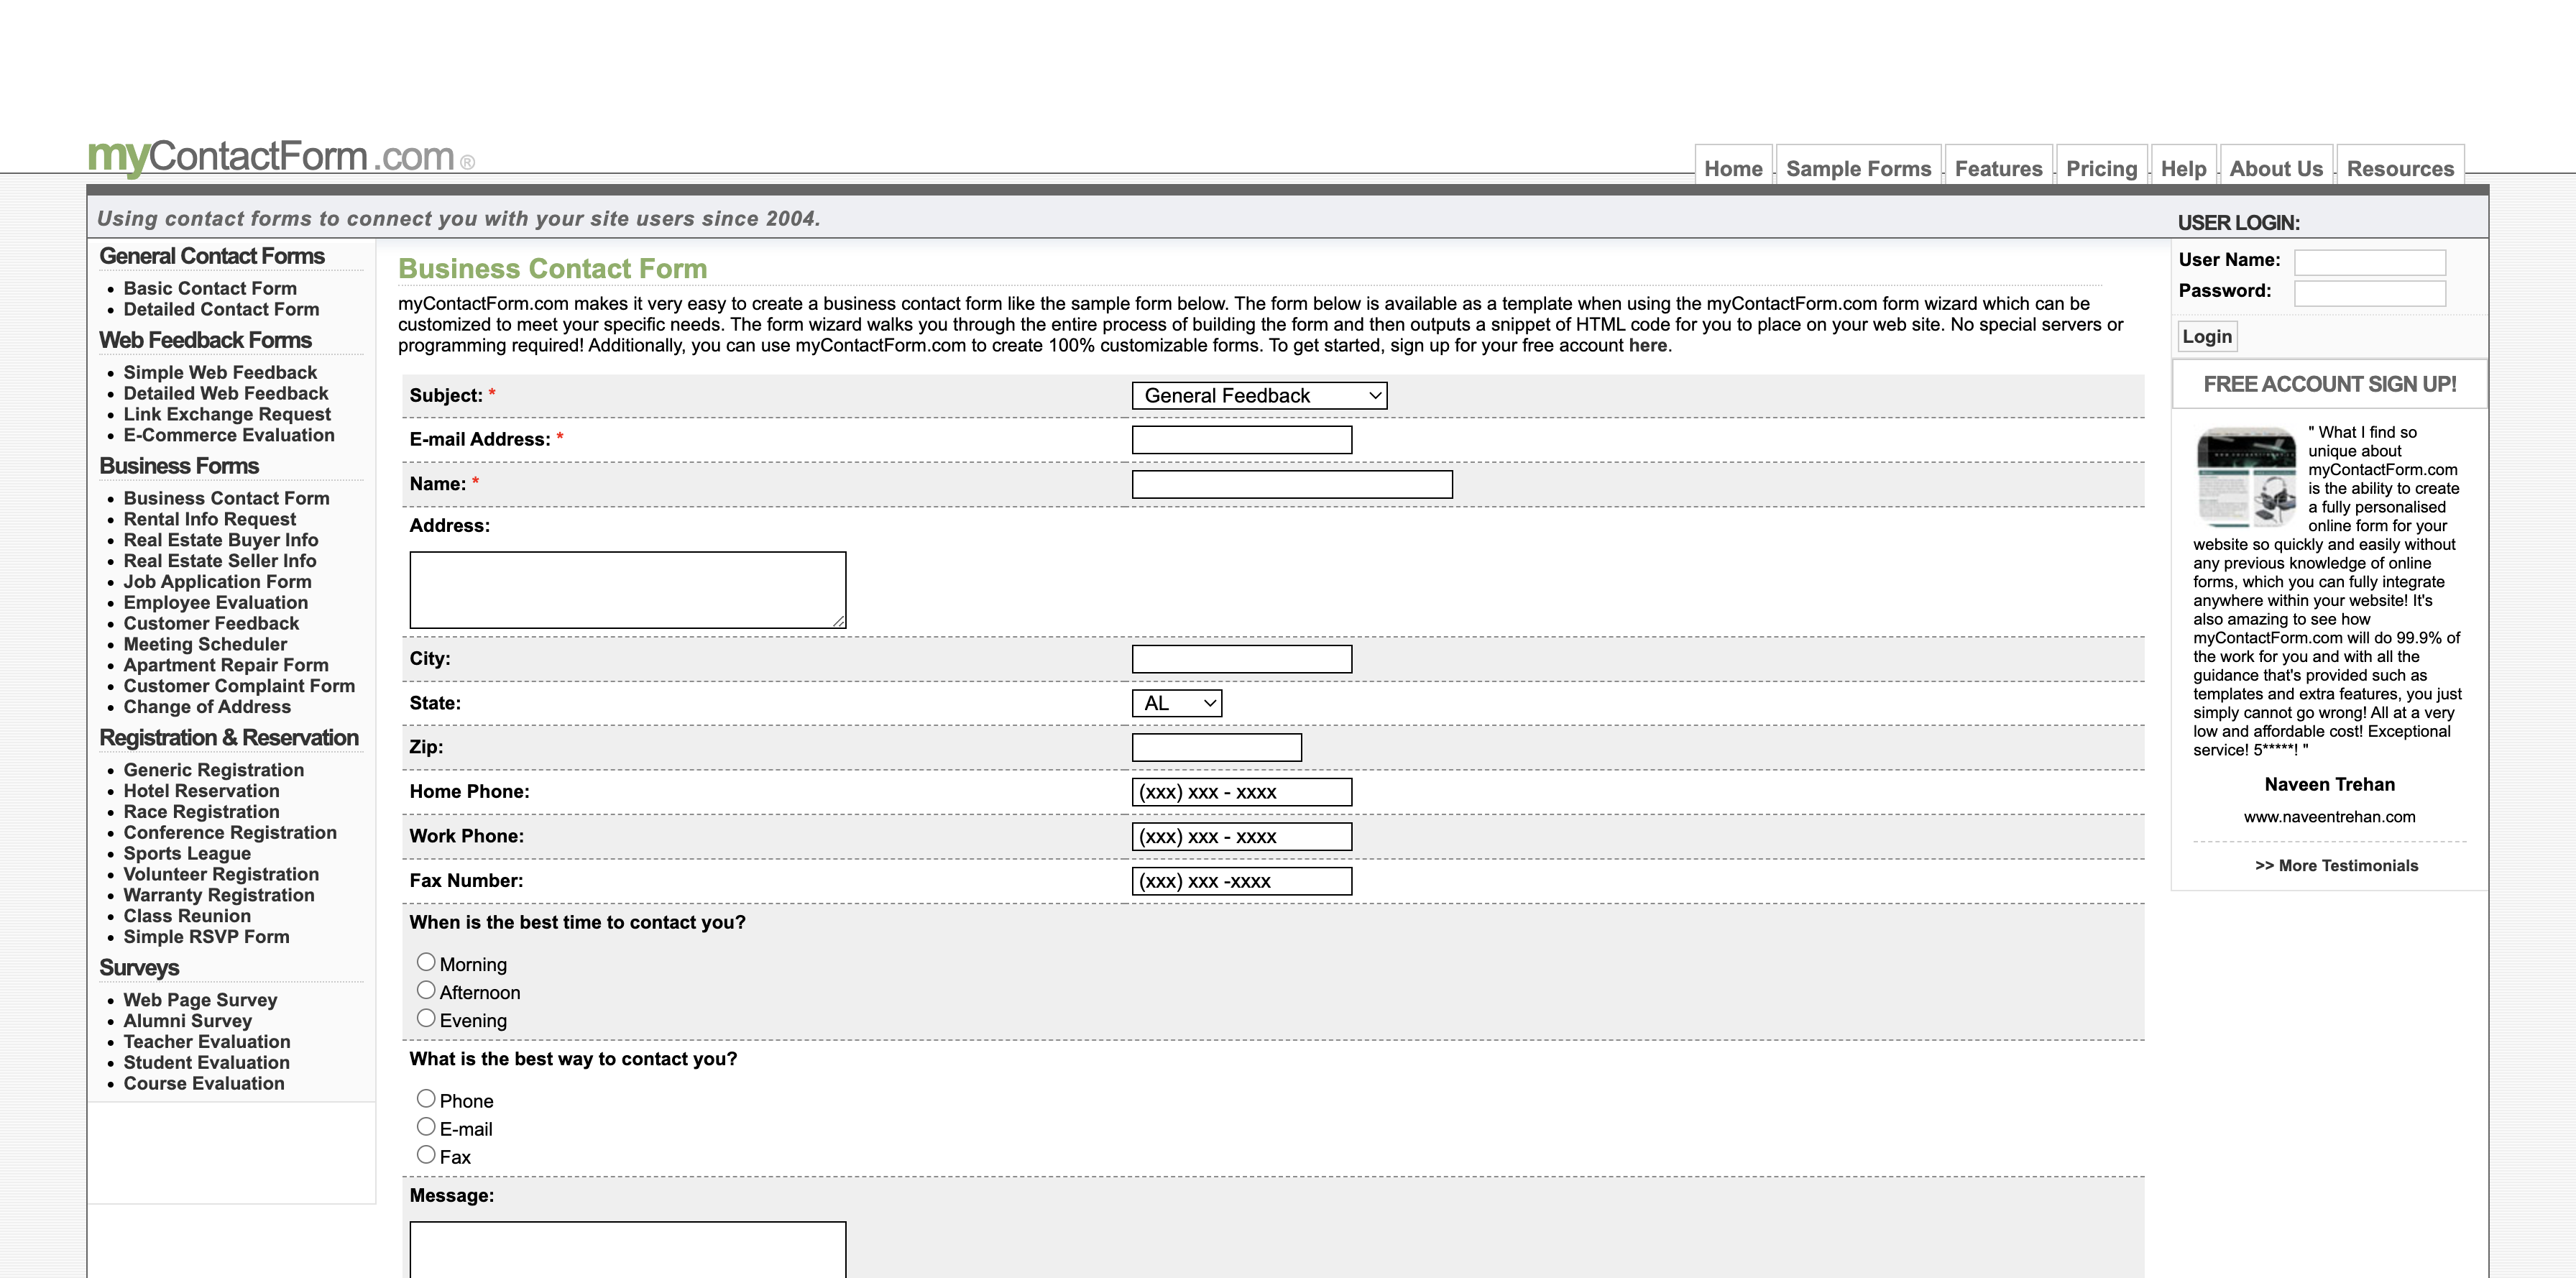 myContactForm.com®
Home
Sample Forms
Features
Pricing
Help
About Us
Resources
Using contact forms to connect you with your site users since 2004.
USER LOGIN:
General Contact Forms
Basic Contact Form
Detailed Contact Form
Web Feedback Forms
Simple Web Feedback
Detailed Web Feedback
Link Exchange Request
E-Commerce Evaluation
Business Forms
Business Contact Form
Rental Info Request
Real Estate Buyer Info
Real Estate Seller Info
Job Application Form
Employee Evaluation
Customer Feedback
Meeting Scheduler
Apartment Repair Form
Customer Complaint Form
Change of Address
Registration & Reservation
Generic Registration
Hotel Reservation
Race Registration
Conference Registration
Sports League
Volunteer Registration
Warranty Registration
Class Reunion
Simple RSVP Form
Surveys
Web Page Survey
Alumni Survey
Teacher Evaluation
Student Evaluation
Course Evaluation
Business Contact Form
myContactForm.com makes it very easy to create a business contact form like the sample form below. The form below is available as a template when using the myContactForm.com form wizard which can be
customized to meet your specific needs. The form wizard walks you through the entire process of building the form and then outputs a snippet of HTML code for you to place on your web site. No special servers or
programming required! Additionally, you can use myContactForm.com to create 100% customizable forms. To get started, sign up for your free account here.
Subject: * General Feedback
E-mail Address: *
Name: *
Address:
City:
State: AL
Zip:
Home Phone: (xxx) xxx - xxxx
Work Phone: (xxx) xxx - xxxx
Fax Number: (xxx) xxx -xxxx
When is the best time to contact you?
Morning
Afternoon
Evening
What is the best way to contact you?
Phone
E-mail
Fax
Message:
User Name:
Password:
Login
FREE ACCOUNT SIGN UP!
" What I find so
unique about
myContactForm.com
is the ability to create
a fully personalised
online form for your
website so quickly and easily without
any previous knowledge of online
forms, which you can fully integrate
anywhere within your website! It's
also amazing to see how
myContactForm.com will do 99.9% of
the work for you and with all the
guidance that's provided such as
templates and extra features, you just
simply cannot go wrong! All at a very
low and affordable cost! Exceptional
service! 5*****! "
Naveen Trehan
www.naveentrehan.com
>> More Testimonials